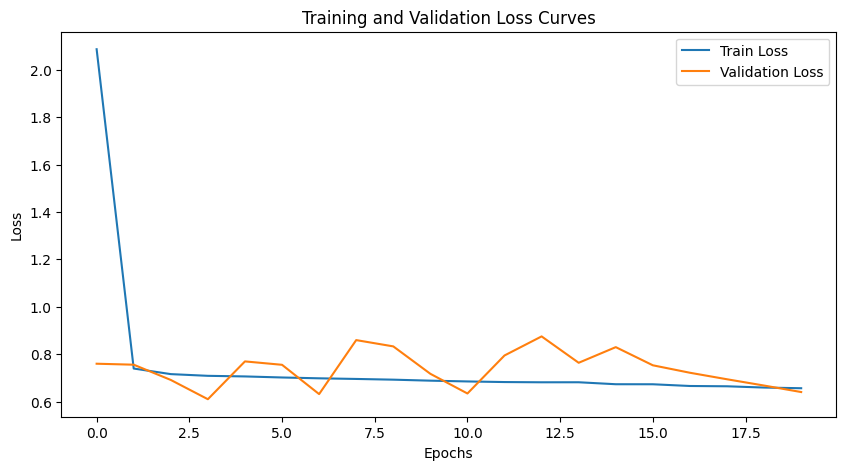 Training and Validation Loss Curves
Train Loss
Validation Loss
2.0
1.8
1.6
1.4
1.2
1.0
0.8
0.6
Loss
0.0 2.5 5.0 7.5 10.0 12.5 15.0 17.5
Epochs